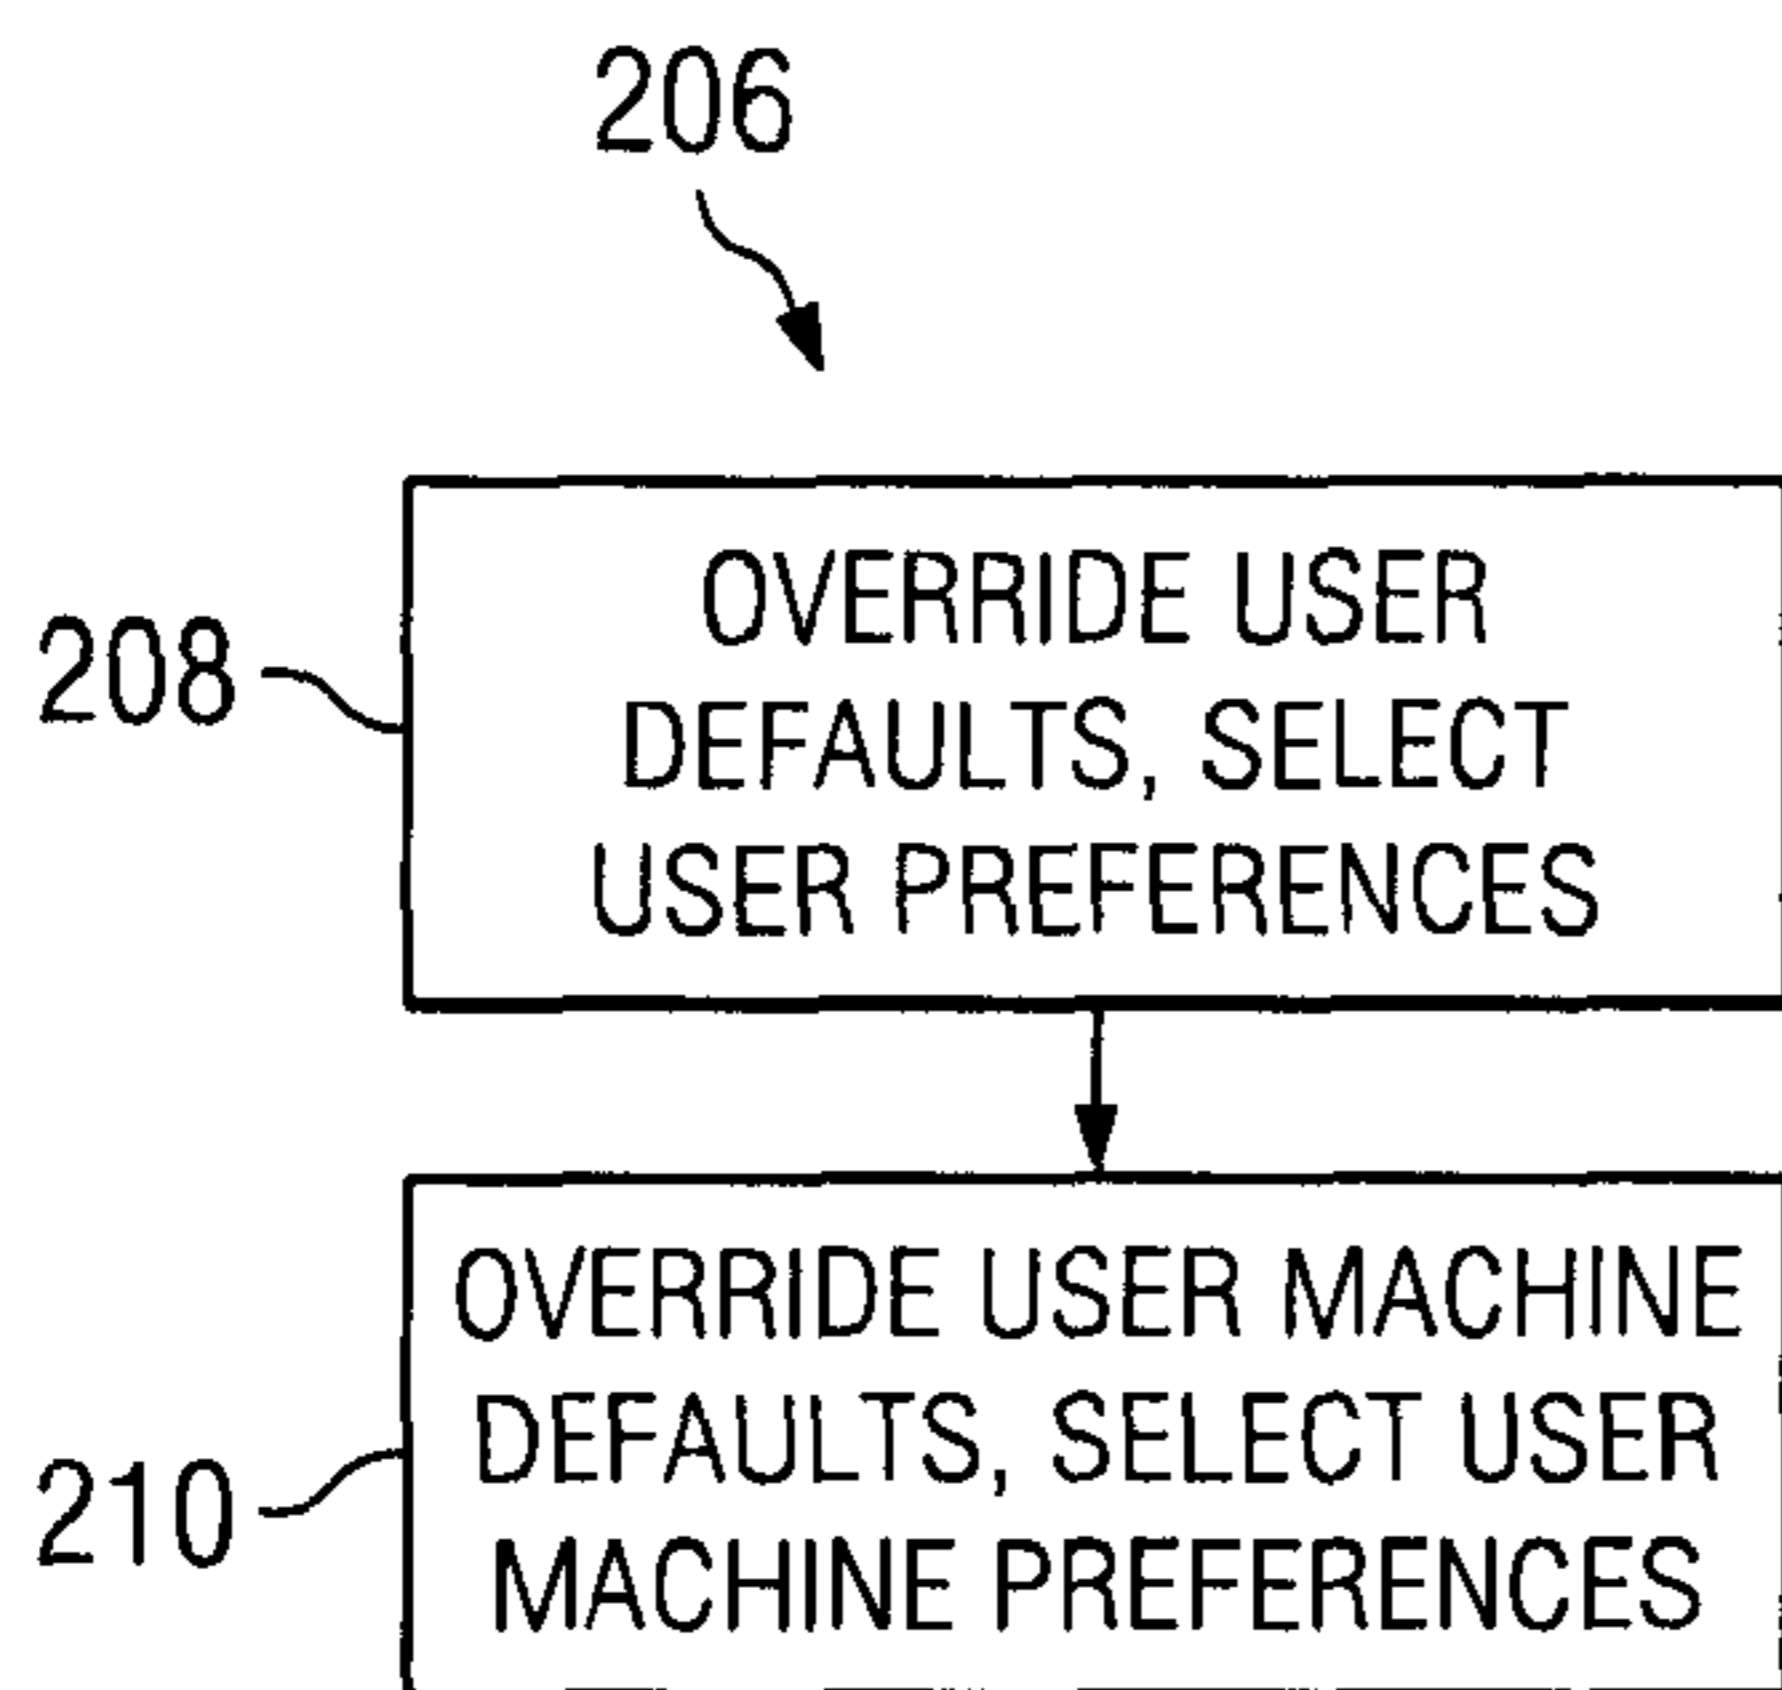 206
208
OVERRIDE USER
DEFAULTS, SELECT
USER PREFERENCES
210
OVERRIDE USER MACHINE
DEFAULTS, SELECT USER
MACHINE PREFERENCES